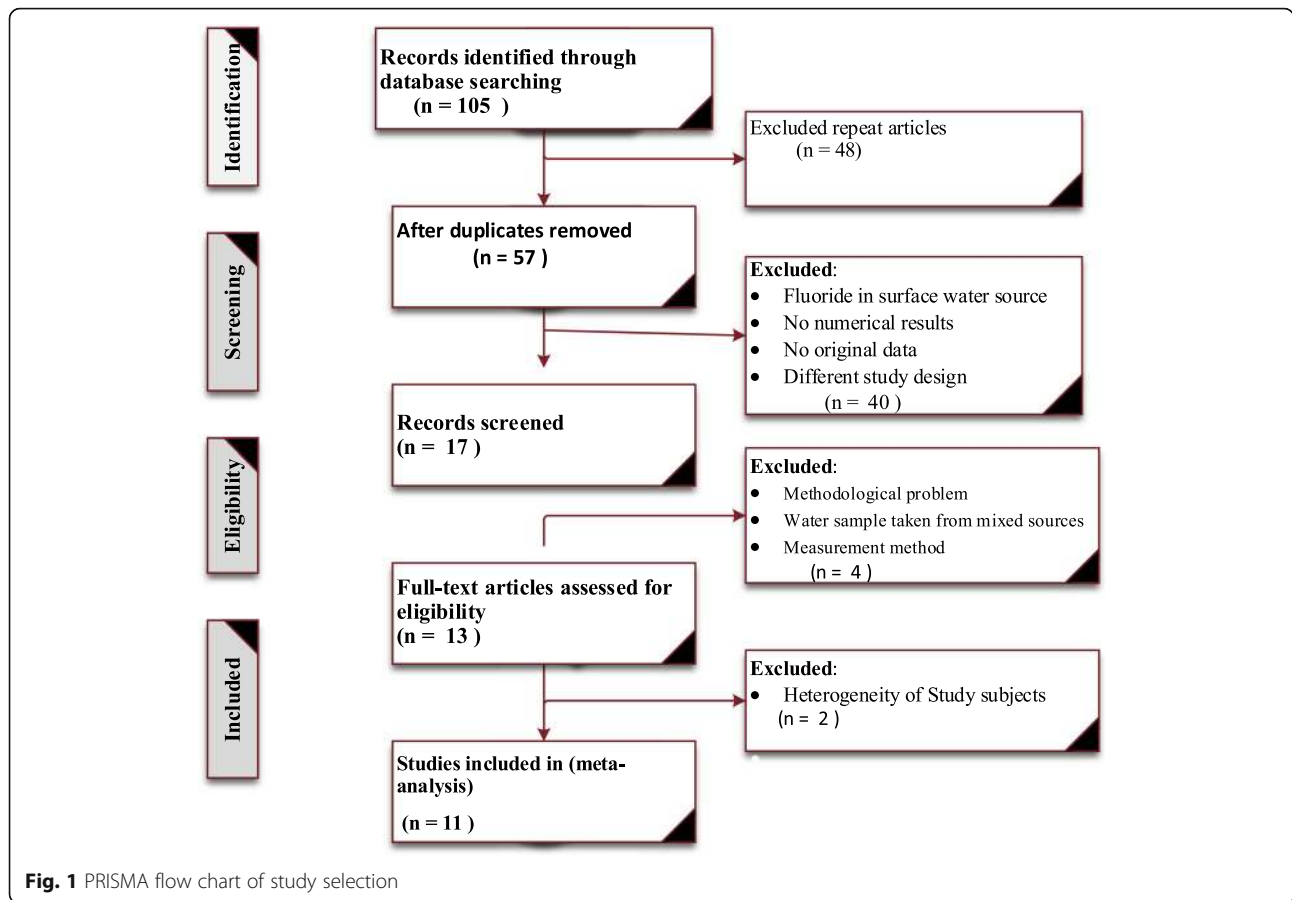 Identification
Records identified through
database searching
(n = 105 )
Excluded repeat articles
(n = 48)
Screening
After duplicates removed
(n = 57 )
Excluded:
● Fluoride in surface water source
● No numerical results
● No original data
● Different study design
(n = 40 )
Records screened
(n = 17 )
Eligibility
Excluded:
● Methodological problem
● Water sample taken from mixed sources
● Measurement method
(n = 4 )
Full-text articles assessed for
eligibility
(n = 13 )
Included
Excluded:
● Heterogeneity of Study subjects
(n = 2 )
Studies included in (meta-
analysis)
(n = 11 )
Fig. 1 PRISMA flow chart of study selection